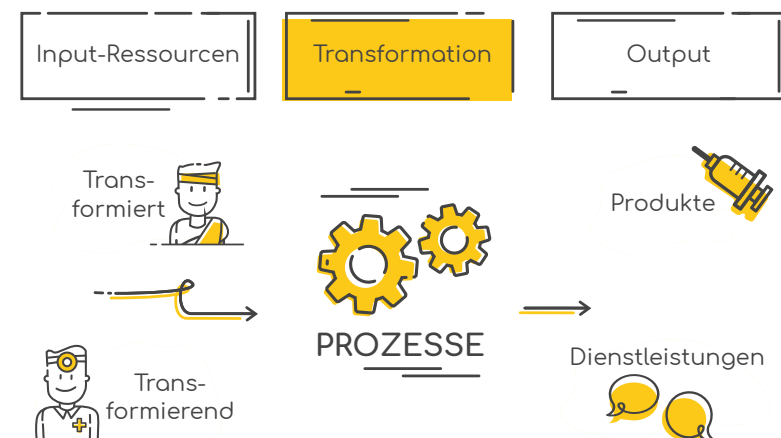 Input-Ressourcen
Transformation
Output
Trans-
formiert
Produkte
PROZESSE
Dienstleistungen
Trans-
formierend